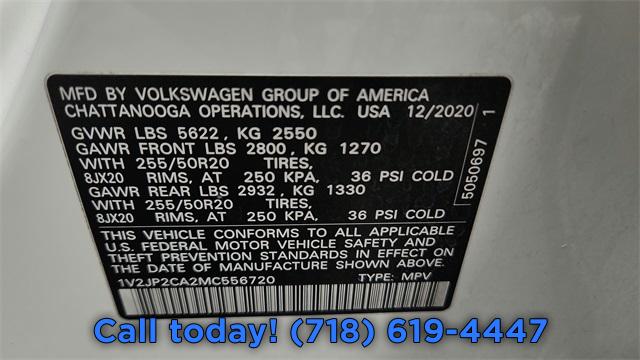 MFD BY VOLKSWAGEN GROUP OF AMERICA
CHATTANOOGA OPERATIONS, LLC. USA 12/2020
GVWR LBS 5622, KG 2550
GAWR FRONT LBS 2800, KG 1270
WITH 255/50R20 TIRES,
8JX20 RIMS, AT 250 KPA, 36 PSI COLD
GAWR REAR LBS 2932, KG 1330
WITH 255/50R20 TIRES,
8JX20 RIMS, AT 250 KPA, 36 PSI COLD
THIS VEHICLE CONFORMS TO ALL APPLICABLE
U.S. FEDERAL MOTOR VEHICLE SAFETY AND
THEFT PREVENTION STANDARDS IN EFFECT
ON THE DATE OF MANUFACTURE SHOWN ABOVE.
1V2JP2CA2MC556720 TYPE: MPV
5050697 1
Call today! (718) 619-4447